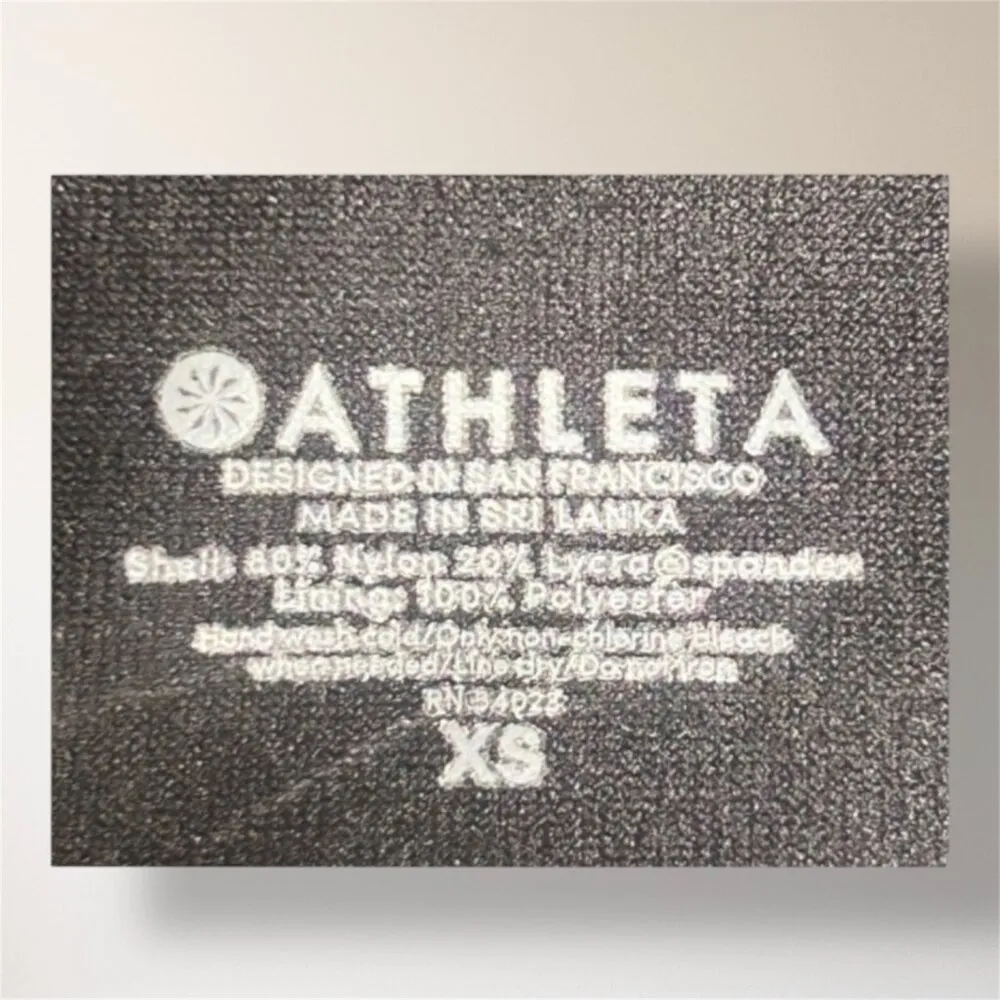 ATHLETA
DESIGNED IN SAN FRANCISCO
MADE IN SRI LANKA
Shell: 80% Nylon 20% Lycra®spandex
Lining: 100% Polyester
Hand wash cold/Only non-chlorine bleach
when needed/Line dry/Do not iron
RN 54023
XS